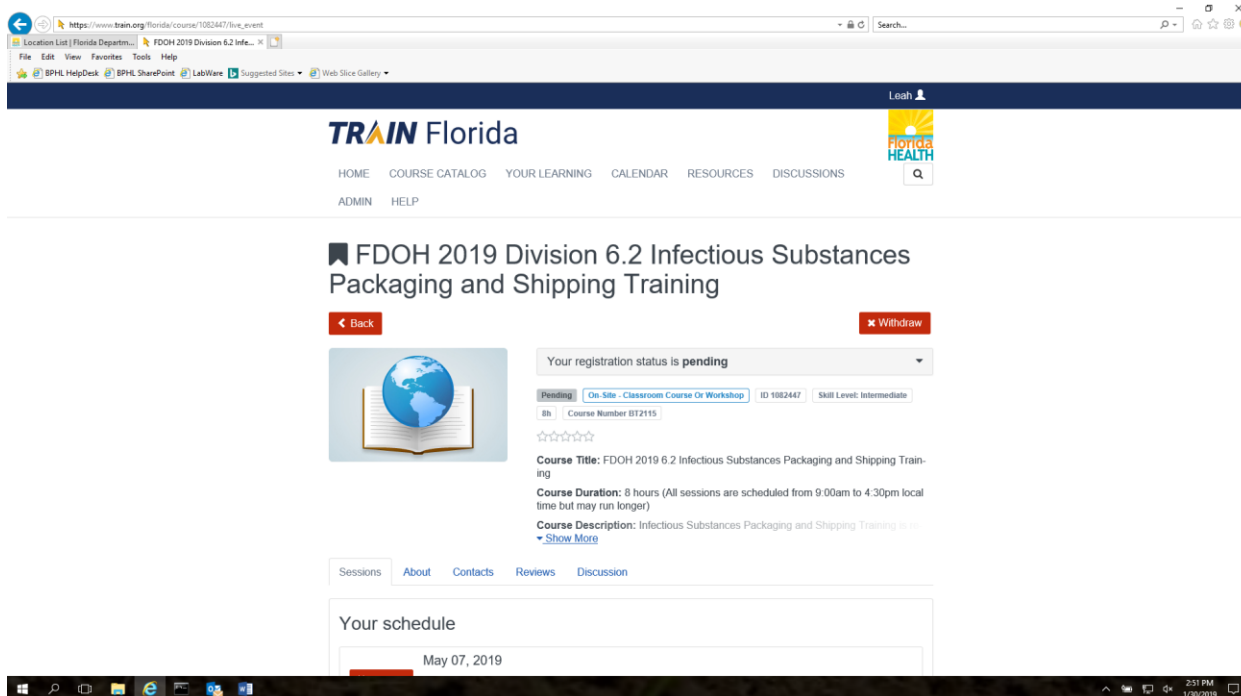 https://www.train.org/florida/course/1082447/live_event
Search...
Location List | Florida Departm...
FDOH 2019 Division 6.2 Infe...
File Edit View Favorites Tools Help
BPHL HelpDesk BPHL SharePoint LabWare Suggested Sites Web Slice Gallery
Leah
TRAIN Florida
Florida
HEALTH
HOME COURSE CATALOG YOUR LEARNING CALENDAR RESOURCES DISCUSSIONS
ADMIN HELP
FDOH 2019 Division 6.2 Infectious Substances
Packaging and Shipping Training
Back
Withdraw
Your registration status is pending
Pending On-Site - Classroom Course Or Workshop ID 1082447 Skill Level: Intermediate
8h Course Number BT2115
Course Title: FDOH 2019 6.2 Infectious Substances Packaging and Shipping Train-
ing
Course Duration: 8 hours (All sessions are scheduled from 9:00am to 4:30pm local
time but may run longer)
Course Description: Infectious Substances Packaging and Shipping Training is
Show More
Sessions About Contacts Reviews Discussion
Your schedule
May 07, 2019
2:51 PM
1/30/2019